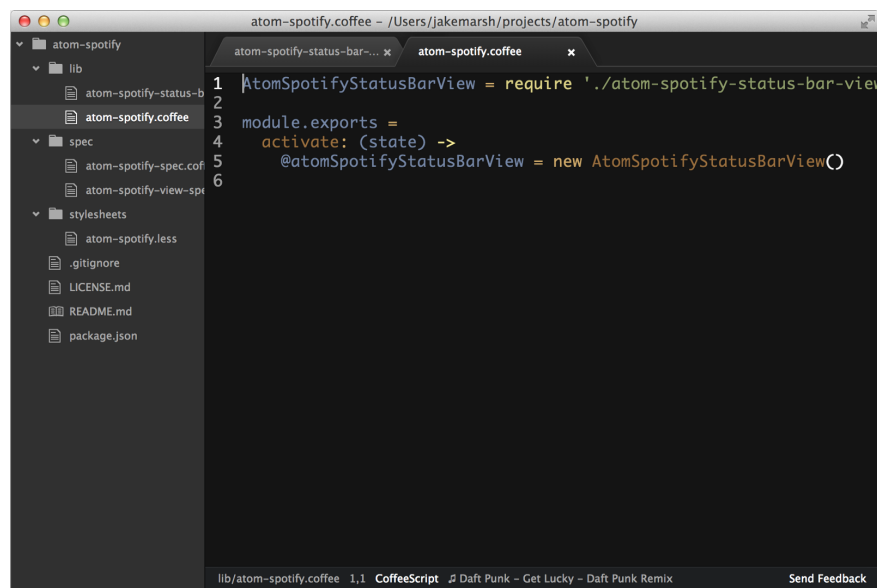 atom-spotify.coffee – /Users/jakemarsh/projects/atom-spotify
atom-spotify
lib
atom-spotify-status-b
atom-spotify.coffee
spec
atom-spotify-spec.cof
atom-spotify-view-spe
stylesheets
atom-spotify.less
.gitignore
LICENSE.md
README.md
package.json
atom-spotify-status-bar-... ×
atom-spotify.coffee ×
1 AtomSpotifyStatusBarView = require './atom-spotify-status-bar-view
2
3 module.exports =
4   activate: (state) ->
5     @atomSpotifyStatusBarView = new AtomSpotifyStatusBarView()
6
lib/atom-spotify.coffee 1,1 CoffeeScript ♫ Daft Punk – Get Lucky – Daft Punk Remix Send Feedback